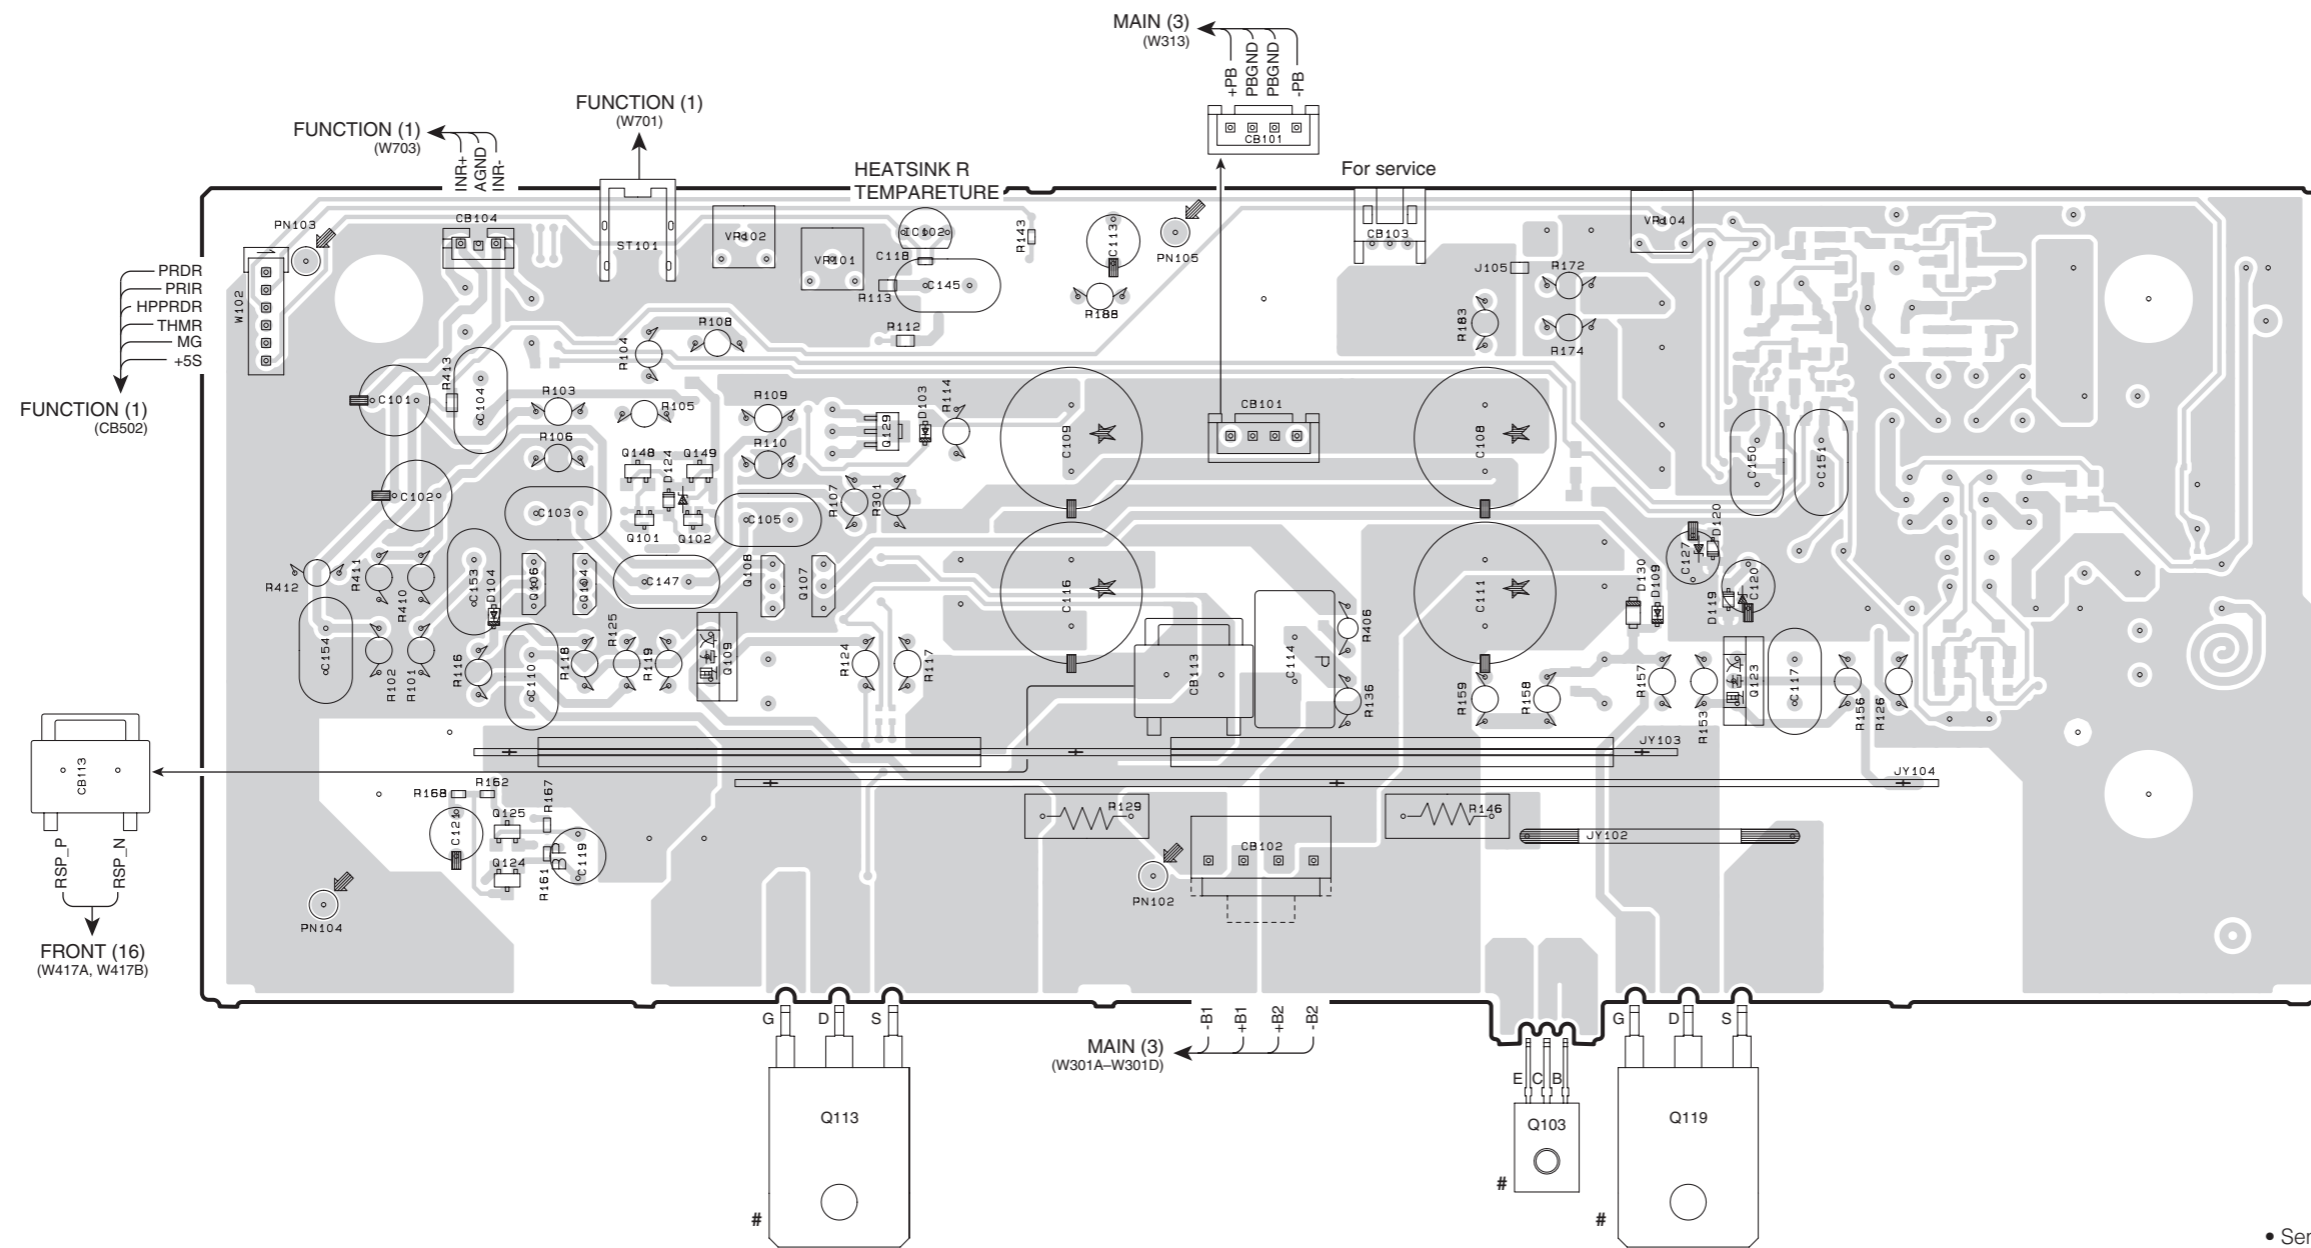 MAIN (3)
(W313)
+PB
PBGND
PBGND
-PB
CB101
FUNCTION (1)
(W701)
FUNCTION (1)
(W703)
INR+
AGND
INR-
HEATSINK R
TEMPARETURE
For service
PN103
CB104
ST101
VR102
VR101
IC102
C118
R113
C145
R143
C113
PN105
R188
CB103
VR104
J105
R172
R183
R174
W102
PRDR
PRIR
HPPRDR
THMR
MG
+5S
FUNCTION (1)
(CB502)
R108
R104
R112
C101
R413
C104
R103
R105
R109
Q129
D103
R114
C109
CB101
C108
R106
R110
Q148
D124
Q149
C102
C103
C105
R107
R301
Q101
Q102
C150
C151
D120
C127
R412
R411
R410
C153
D104
Q106
Q104
C147
Q108
Q107
C116
C111
D130
D109
D119
C120
C154
R102
R101
R116
C110
R118
R125
R119
Q109
R124
R117
CB113
C114
P
R406
R136
R159
R158
R157
R153
Q123
C117
R156
R126
JY103
JY104
CB113
RSP_P
RSP_N
FRONT (16)
(W417A, W417B)
R168
R162
R167
C121
Q125
Q124
R161
BP
C119
R129
R146
JY102
CB102
PN104
PN102
G
D
S
-B1
+B1
+B2
-B2
MAIN (3)
(W301A–W301D)
E
C
B
G
D
S
Q113
Q103
Q119
#
#
#
• Ser